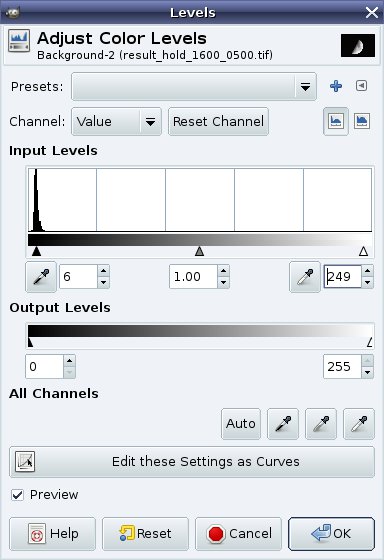 Levels
Adjust Color Levels
Background-2 (result_hold_1600_0500.tif)
Presets:
Channel: Value Reset Channel
Input Levels
6 1.00 249
Output Levels
0 255
All Channels
Auto
Edit these Settings as Curves
Preview
Help Reset Cancel OK